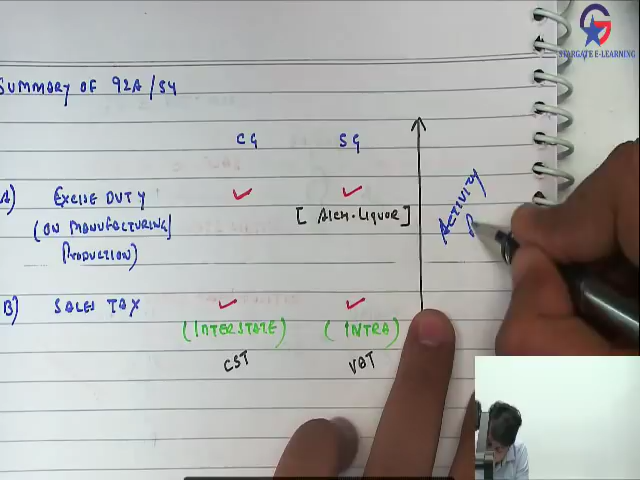 STARGATE E-LEARNING
SUMMARY OF 92A/54
CG SG
A) EXCISE DUTY
(ON MANUFACTURING/
PRODUCTION)
[ Alch. Liquor ]
B) SALES TAX
(INTERSTATE) (INTRA)
CST VAT
ACTIVITY